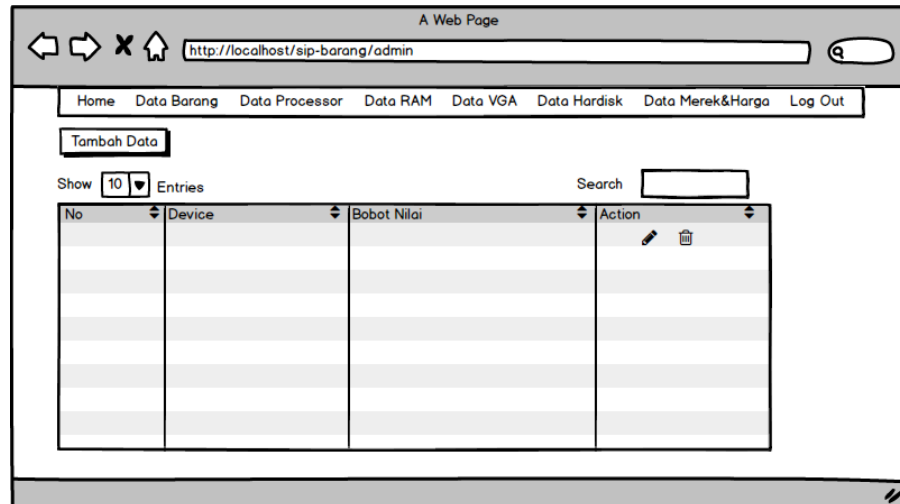 A Web Page
http://localhost/sip-barang/admin
Home Data Barang Data Processor Data RAM Data VGA Data Hardisk Data Merek&Harga Log Out
Tambah Data
Show 10 Entries Search
No Device Bobot Nilai Action